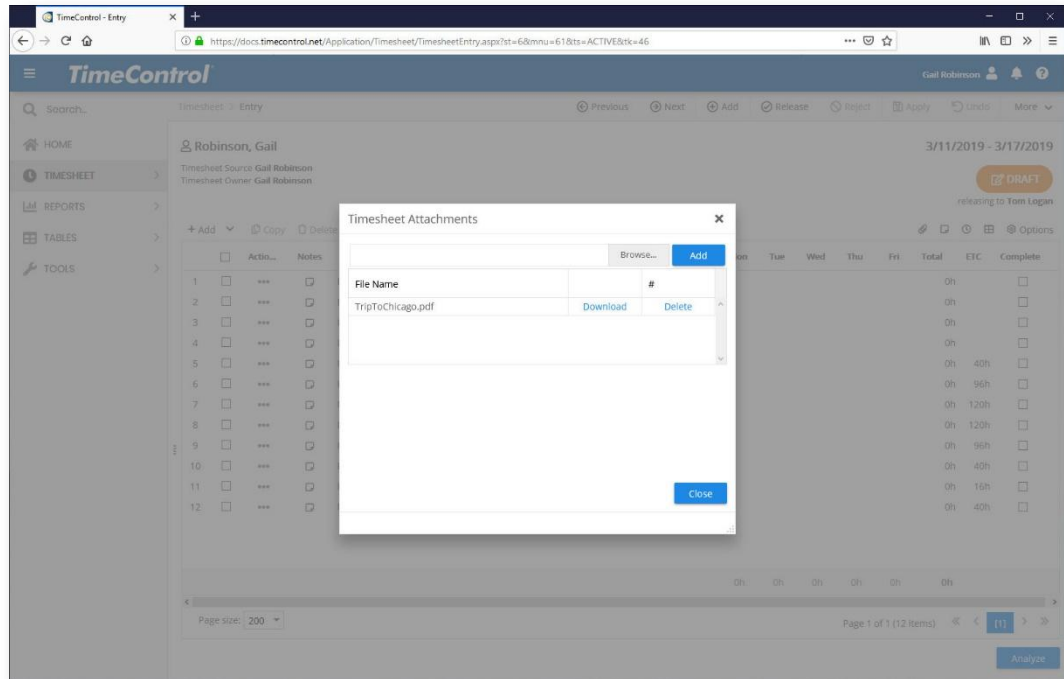 TimeControl - Entry
https://docs.timecontrol.net/Application/Timesheet/TimesheetEntry.aspx?st=6&mnu=61&ts=ACTIVE&tk=46
TimeControl
Gail Robinson
Search...
Timesheet > Entry
Previous Next Add Release Reject Apply Undo More
HOME
TIMESHEET
REPORTS
TABLES
TOOLS
Robinson, Gail
3/11/2019 - 3/17/2019
Timesheet Source Gail Robinson
Timesheet Owner Gail Robinson
DRAFT
releasing to Tom Logan
+ Add Copy Delete
Options
Actio... Notes
Tue Wed Thu Fri Total ETC Complete
Timesheet Attachments
Browse... Add
File Name #
TripToChicago.pdf Download Delete
Close
1 0h
2 0h
3 0h
4 0h
5 0h 40h
6 0h 96h
7 0h 120h
8 0h 120h
9 0h 96h
10 0h 40h
11 0h 16h
12 0h 40h
0h 0h 0h 0h 0h 0h
Page size: 200
Page 1 of 1 (12 items) [1]
Analyze